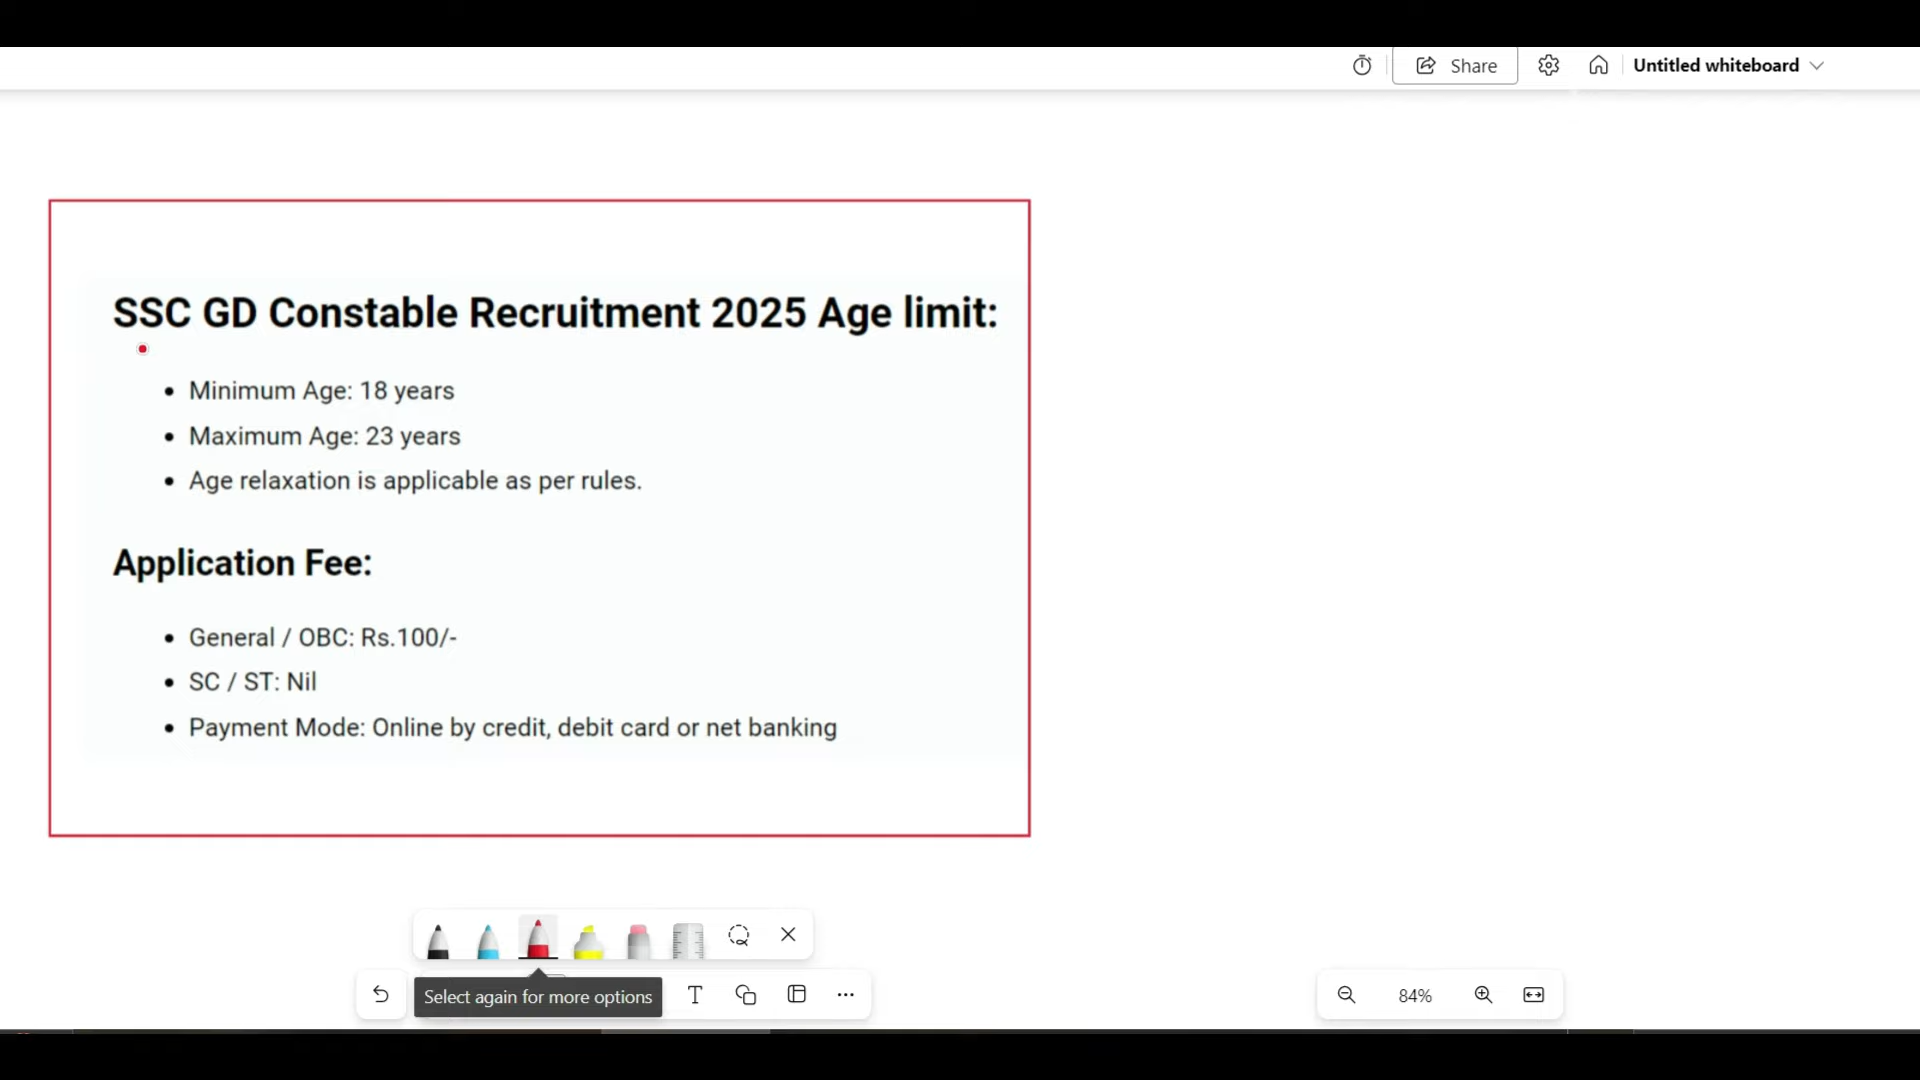 Share
Untitled whiteboard
SSC GD Constable Recruitment 2025 Age limit:
• Minimum Age: 18 years
• Maximum Age: 23 years
• Age relaxation is applicable as per rules.
Application Fee:
• General / OBC: Rs.100/-
• SC / ST: Nil
• Payment Mode: Online by credit, debit card or net banking
Select again for more options
84%